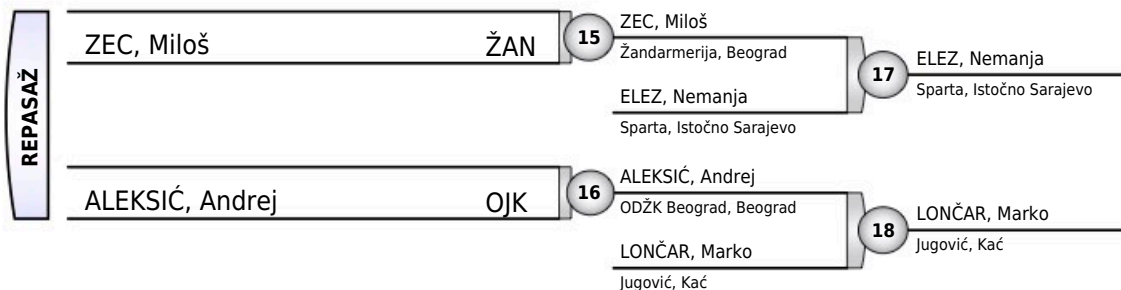 REPASAŽ
ZEC, Miloš ŽAN
15
ZEC, Miloš
Žandarmerija, Beograd
ELEZ, Nemanja
Sparta, Istočno Sarajevo
17
ELEZ, Nemanja
Sparta, Istočno Sarajevo
ALEKSIĆ, Andrej OJK
16
ALEKSIĆ, Andrej
ODŽK Beograd, Beograd
LONČAR, Marko
Jugović, Kać
18
LONČAR, Marko
Jugović, Kać